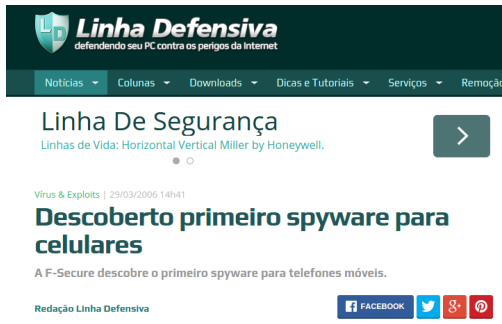 Linha Defensiva
defendendo seu PC contra os perigos da Internet
Notícias Colunas Downloads Dicas e Tutoriais Serviços Remoção
Linha De Segurança
Linhas de Vida: Horizontal Vertical Miller by Honeywell.
Vírus & Exploits | 29/03/2006 14h41
Descoberto primeiro spyware para
celulares
A F-Secure descobre o primeiro spyware para telefones móveis.
Redação Linha Defensiva FACEBOOK